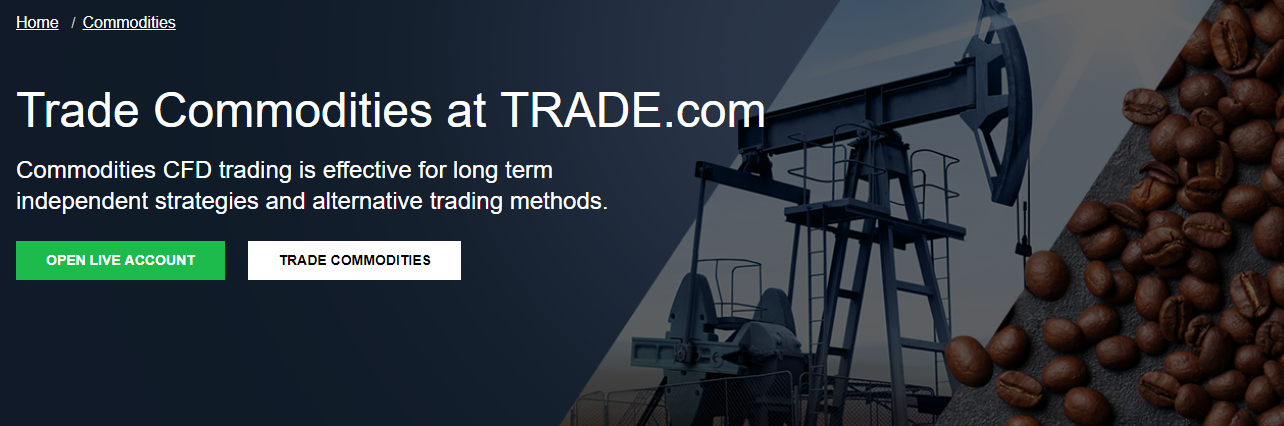 Home / Commodities
Trade Commodities at TRADE.com
Commodities CFD trading is effective for long term
independent strategies and alternative trading methods.
OPEN LIVE ACCOUNT
TRADE COMMODITIES